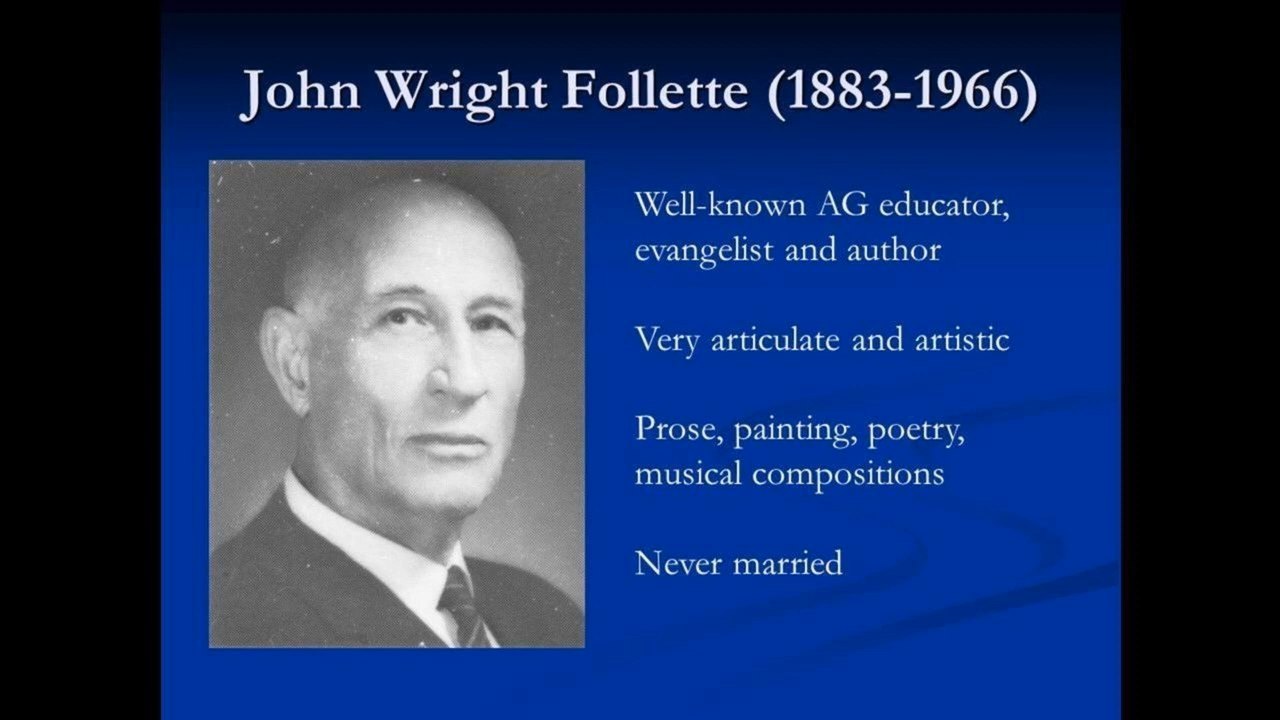 John Wright Follette (1883-1966)
Well-known AG educator,
evangelist and author
Very articulate and artistic
Prose, painting, poetry,
musical compositions
Never married